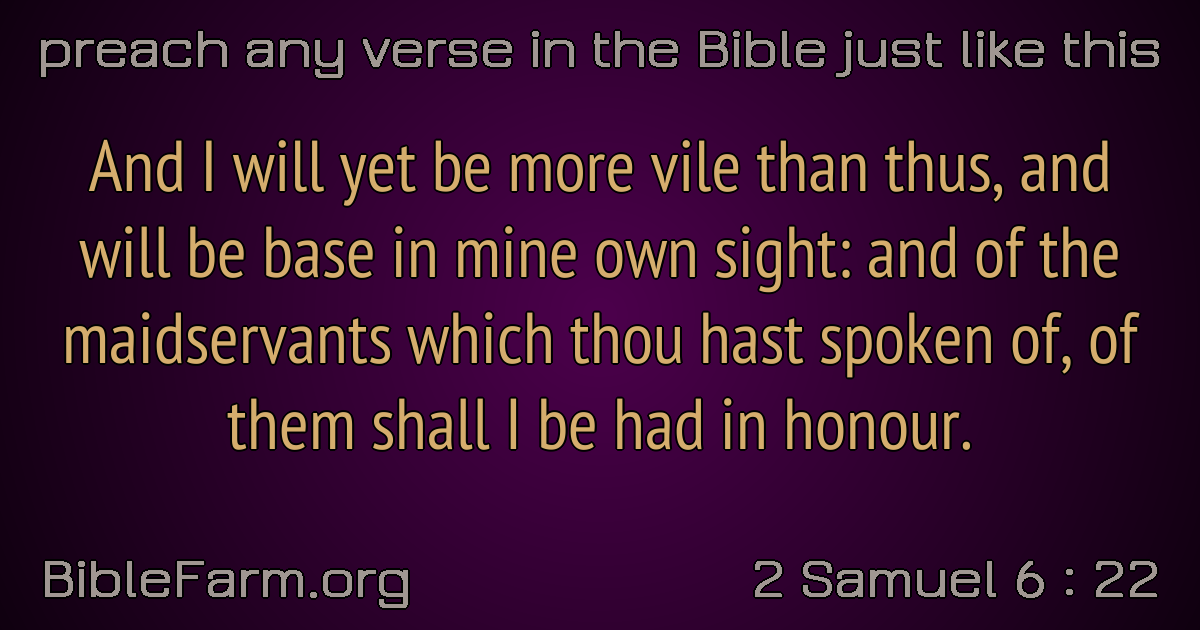 preach any verse in the Bible just like this
And I will yet be more vile than thus, and
will be base in mine own sight: and of the
maidservants which thou hast spoken of, of
them shall I be had in honour.
BibleFarm.org
2 Samuel 6 : 22